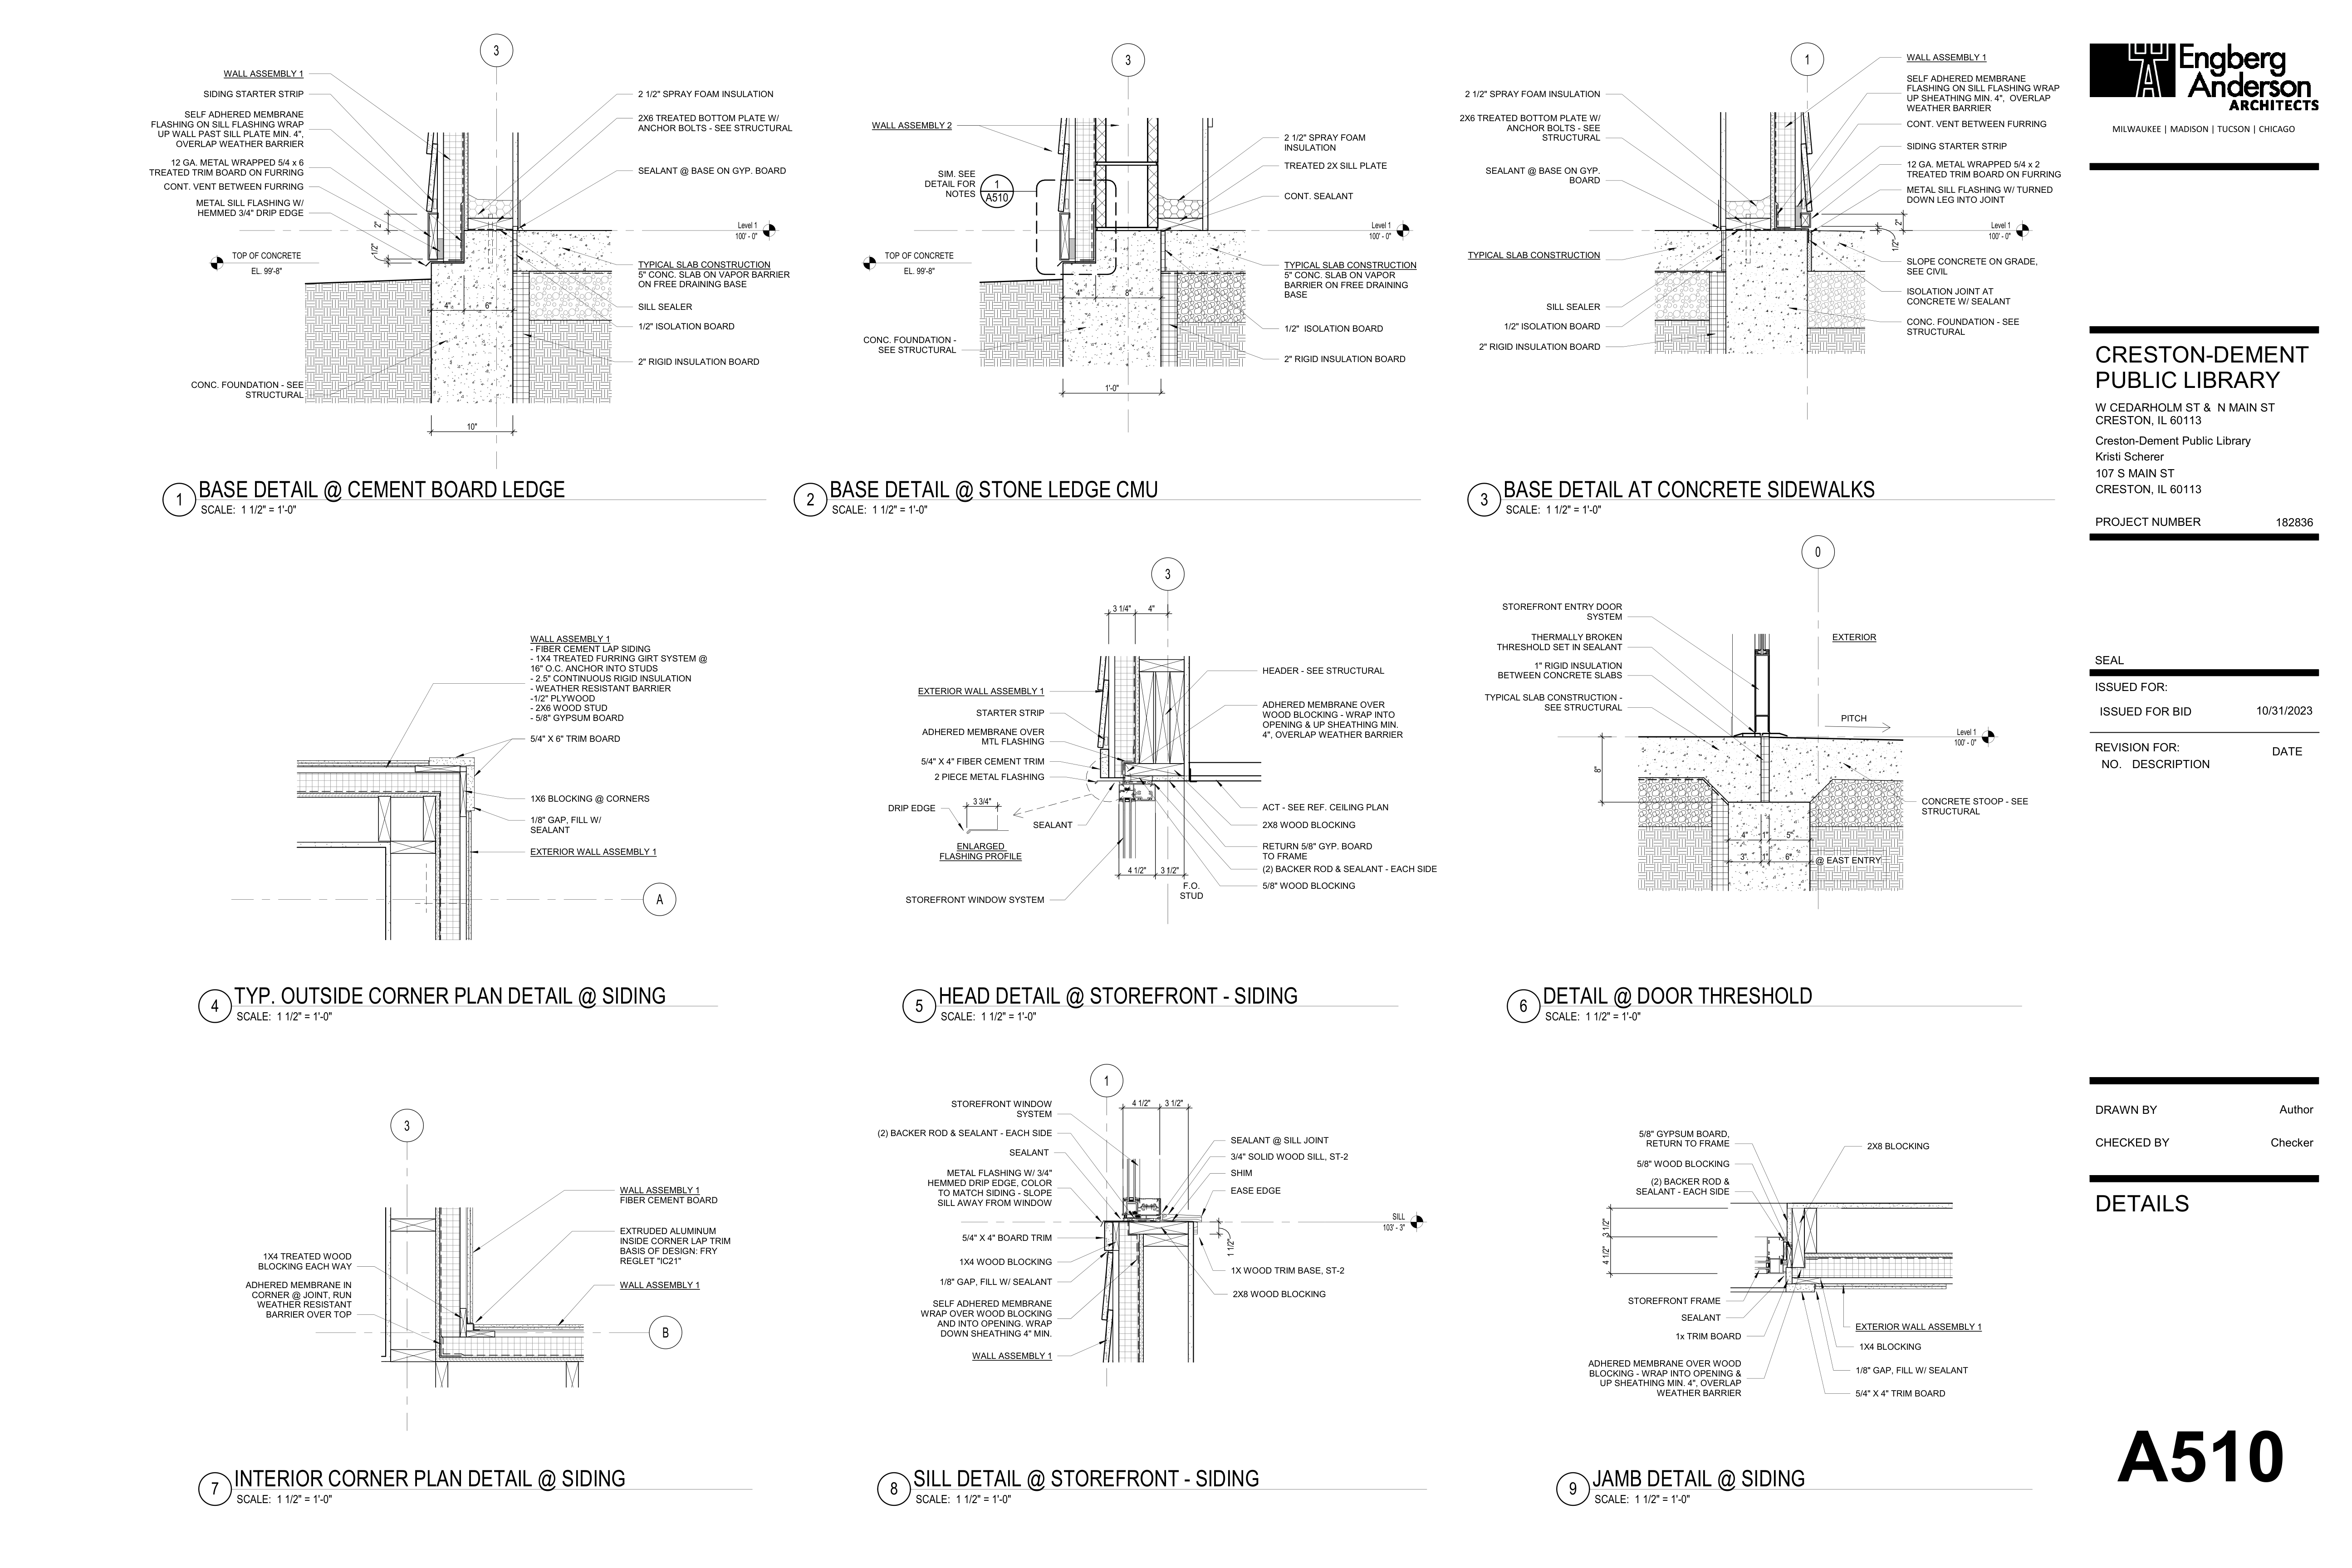 3
WALL ASSEMBLY 1
SIDING STARTER STRIP
SELF ADHERED MEMBRANE
FLASHING ON SILL FLASHING WRAP
UP WALL PAST SILL PLATE MIN. 4",
OVERLAP WEATHER BARRIER
12 GA. METAL WRAPPED 5/4 x 6
TREATED TRIM BOARD ON FURRING
CONT. VENT BETWEEN FURRING
METAL SILL FLASHING W/
HEMMED 3/4" DRIP EDGE
2"
1/2"
TOP OF CONCRETE
EL. 99'-8"
CONC. FOUNDATION - SEE
STRUCTURAL
2 1/2" SPRAY FOAM INSULATION
2X6 TREATED BOTTOM PLATE W/
ANCHOR BOLTS - SEE STRUCTURAL
SEALANT @ BASE ON GYP. BOARD
Level 1
100' - 0"
TYPICAL SLAB CONSTRUCTION
5" CONC. SLAB ON VAPOR BARRIER
ON FREE DRAINING BASE
SILL SEALER
1/2" ISOLATION BOARD
2" RIGID INSULATION BOARD
4" 6"
10"
1 BASE DETAIL @ CEMENT BOARD LEDGE
SCALE: 1 1/2" = 1'-0"
3
WALL ASSEMBLY 2
SIM. SEE
DETAIL FOR
NOTES
1
A510
TOP OF CONCRETE
EL. 99'-8"
CONC. FOUNDATION -
SEE STRUCTURAL
2 1/2" SPRAY FOAM
INSULATION
TREATED 2X SILL PLATE
CONT. SEALANT
Level 1
100' - 0"
TYPICAL SLAB CONSTRUCTION
5" CONC. SLAB ON VAPOR
BARRIER ON FREE DRAINING
BASE
1/2" ISOLATION BOARD
2" RIGID INSULATION BOARD
4" 8"
1'-0"
2 BASE DETAIL @ STONE LEDGE CMU
SCALE: 1 1/2" = 1'-0"
1
2 1/2" SPRAY FOAM INSULATION
2X6 TREATED BOTTOM PLATE W/
ANCHOR BOLTS - SEE
STRUCTURAL
SEALANT @ BASE ON GYP.
BOARD
TYPICAL SLAB CONSTRUCTION
SILL SEALER
1/2" ISOLATION BOARD
2" RIGID INSULATION BOARD
WALL ASSEMBLY 1
SELF ADHERED MEMBRANE
FLASHING ON SILL FLASHING WRAP
UP SHEATHING MIN. 4", OVERLAP
WEATHER BARRIER
CONT. VENT BETWEEN FURRING
SIDING STARTER STRIP
12 GA. METAL WRAPPED 5/4 x 2
TREATED TRIM BOARD ON FURRING
METAL SILL FLASHING W/ TURNED
DOWN LEG INTO JOINT
2"
1/2"
Level 1
100' - 0"
SLOPE CONCRETE ON GRADE,
SEE CIVIL
ISOLATION JOINT AT
CONCRETE W/ SEALANT
CONC. FOUNDATION - SEE
STRUCTURAL
3 BASE DETAIL AT CONCRETE SIDEWALKS
SCALE: 1 1/2" = 1'-0"
WALL ASSEMBLY 1
- FIBER CEMENT LAP SIDING
- 1X4 TREATED FURRING GIRT SYSTEM @
16" O.C. ANCHOR INTO STUDS
- 2.5" CONTINUOUS RIGID INSULATION
- WEATHER RESISTANT BARRIER
-1/2" PLYWOOD
- 2X6 WOOD STUD
- 5/8" GYPSUM BOARD
5/4" X 6" TRIM BOARD
1X6 BLOCKING @ CORNERS
1/8" GAP, FILL W/
SEALANT
EXTERIOR WALL ASSEMBLY 1
A
4 TYP. OUTSIDE CORNER PLAN DETAIL @ SIDING
SCALE: 1 1/2" = 1'-0"
3
3 1/4" 4"
EXTERIOR WALL ASSEMBLY 1
STARTER STRIP
ADHERED MEMBRANE OVER
MTL FLASHING
5/4" X 4" FIBER CEMENT TRIM
2 PIECE METAL FLASHING
DRIP EDGE
3 3/4"
ENLARGED
FLASHING PROFILE
SEALANT
STOREFRONT WINDOW SYSTEM
HEADER - SEE STRUCTURAL
ADHERED MEMBRANE OVER
WOOD BLOCKING - WRAP INTO
OPENING & UP SHEATHING MIN.
4", OVERLAP WEATHER BARRIER
ACT - SEE REF. CEILING PLAN
2X8 WOOD BLOCKING
RETURN 5/8" GYP. BOARD
TO FRAME
(2) BACKER ROD & SEALANT - EACH SIDE
5/8" WOOD BLOCKING
4 1/2" 3 1/2"
F.O.
STUD
5 HEAD DETAIL @ STOREFRONT - SIDING
SCALE: 1 1/2" = 1'-0"
0
STOREFRONT ENTRY DOOR
SYSTEM
THERMALLY BROKEN
THRESHOLD SET IN SEALANT
1" RIGID INSULATION
BETWEEN CONCRETE SLABS
TYPICAL SLAB CONSTRUCTION -
SEE STRUCTURAL
EXTERIOR
PITCH
Level 1
100' - 0"
8"
CONCRETE STOOP - SEE
STRUCTURAL
4" 1" 5"
3" 1" 6"
@ EAST ENTRY
6 DETAIL @ DOOR THRESHOLD
SCALE: 1 1/2" = 1'-0"
3
WALL ASSEMBLY 1
FIBER CEMENT BOARD
EXTRUDED ALUMINUM
INSIDE CORNER LAP TRIM
BASIS OF DESIGN: FRY
REGLET "IC21"
WALL ASSEMBLY 1
1X4 TREATED WOOD
BLOCKING EACH WAY
ADHERED MEMBRANE IN
CORNER @ JOINT, RUN
WEATHER RESISTANT
BARRIER OVER TOP
B
7 INTERIOR CORNER PLAN DETAIL @ SIDING
SCALE: 1 1/2" = 1'-0"
1
STOREFRONT WINDOW
SYSTEM
(2) BACKER ROD & SEALANT - EACH SIDE
SEALANT
METAL FLASHING W/ 3/4"
HEMMED DRIP EDGE, COLOR
TO MATCH SIDING - SLOPE
SILL AWAY FROM WINDOW
5/4" X 4" BOARD TRIM
1X4 WOOD BLOCKING
1/8" GAP, FILL W/ SEALANT
SELF ADHERED MEMBRANE
WRAP OVER WOOD BLOCKING
AND INTO OPENING. WRAP
DOWN SHEATHING 4" MIN.
WALL ASSEMBLY 1
4 1/2" 3 1/2"
SEALANT @ SILL JOINT
3/4" SOLID WOOD SILL, ST-2
SHIM
EASE EDGE
SILL
103' - 3"
1 1/2"
1X WOOD TRIM BASE, ST-2
2X8 WOOD BLOCKING
8 SILL DETAIL @ STOREFRONT - SIDING
SCALE: 1 1/2" = 1'-0"
5/8" GYPSUM BOARD,
RETURN TO FRAME
5/8" WOOD BLOCKING
(2) BACKER ROD &
SEALANT - EACH SIDE
2X8 BLOCKING
3 1/2"
4 1/2"
STOREFRONT FRAME
SEALANT
1x TRIM BOARD
ADHERED MEMBRANE OVER WOOD
BLOCKING - WRAP INTO OPENING &
UP SHEATHING MIN. 4", OVERLAP
WEATHER BARRIER
EXTERIOR WALL ASSEMBLY 1
1X4 BLOCKING
1/8" GAP, FILL W/ SEALANT
5/4" X 4" TRIM BOARD
9 JAMB DETAIL @ SIDING
SCALE: 1 1/2" = 1'-0"
Engberg
Anderson
ARCHITECTS
MILWAUKEE | MADISON | TUCSON | CHICAGO
CRESTON-DEMENT
PUBLIC LIBRARY
W CEDARHOLM ST & N MAIN ST
CRESTON, IL 60113
Creston-Dement Public Library
Kristi Scherer
107 S MAIN ST
CRESTON, IL 60113
PROJECT NUMBER 182836
SEAL
ISSUED FOR:
ISSUED FOR BID 10/31/2023
REVISION FOR: DATE
NO. DESCRIPTION
DRAWN BY Author
CHECKED BY Checker
DETAILS
A510